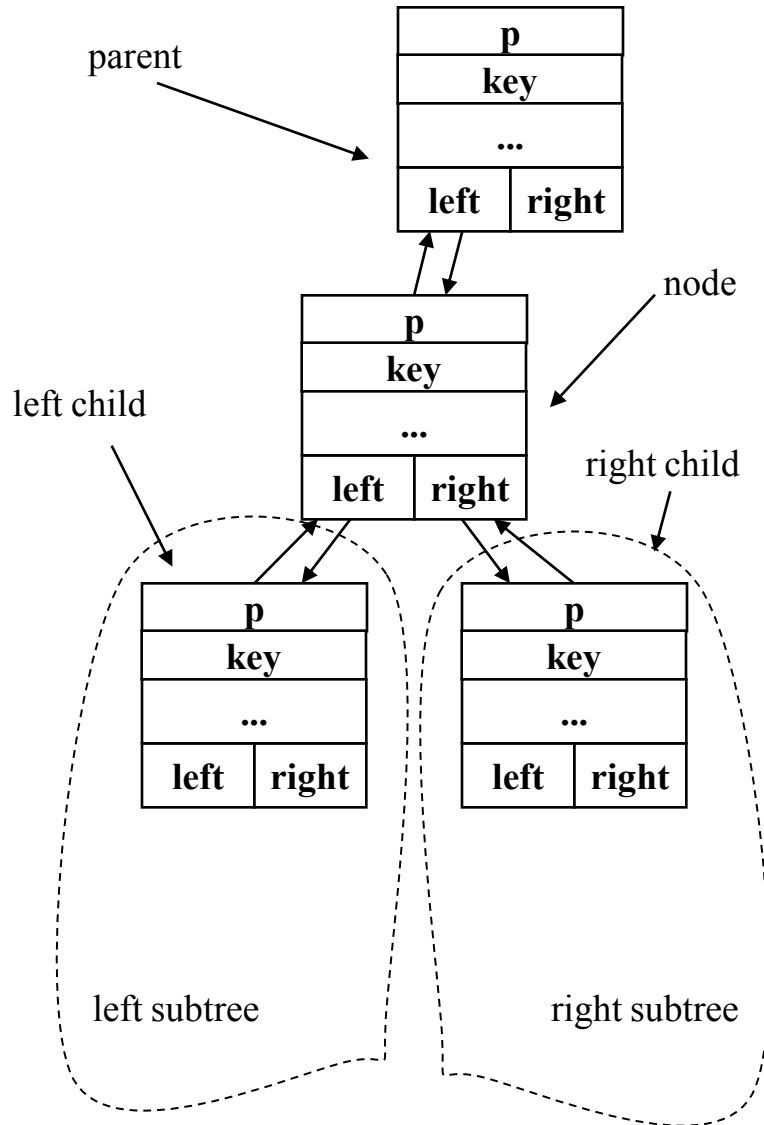 p
parent
key
...
left right
node
p
key
left child
...
right child
left right
p
key
...
left right
p
key
...
left right
left subtree
right subtree